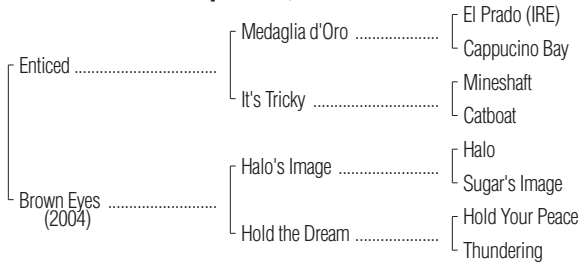 El Prado (IRE)
Medaglia d'Oro ....................
Cappucino Bay
Enticed ..................................
Mineshaft
It's Tricky ..............................
Catboat
Halo
Halo's Image ........................
Sugar's Image
Brown Eyes ..........................
(2004)
Hold Your Peace
Hold the Dream .....................
Thundering